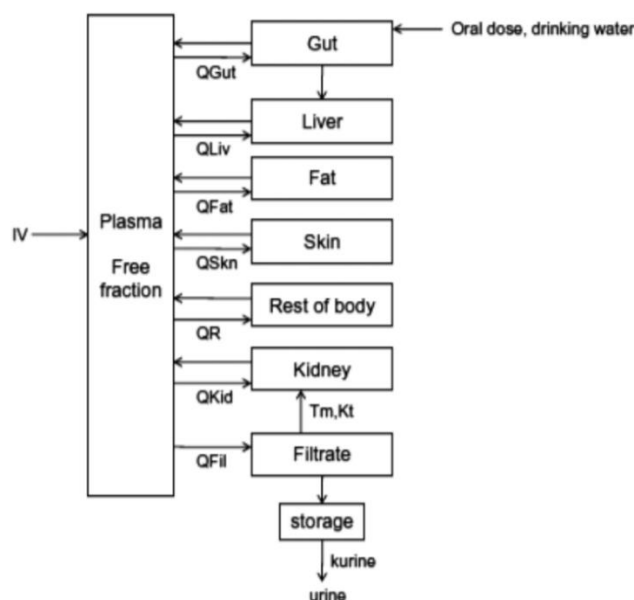 Gut
Oral dose, drinking water
QGut
Liver
QLiv
Fat
QFat
Plasma
Free
fraction
IV
Skin
QSkn
Rest of body
QR
Kidney
QKid
Tm,Kt
Filtrate
QFil
storage
kurine
urine